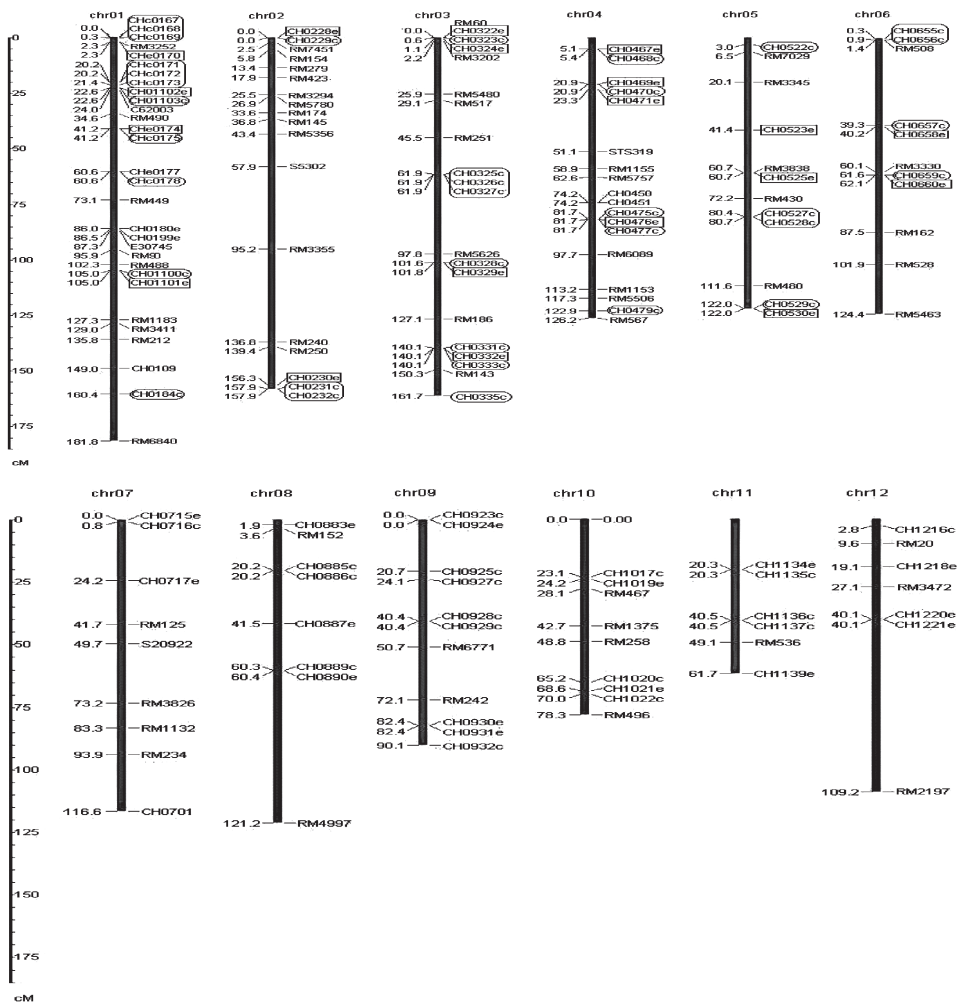 chr01 chr02 chr03 chr04 chr05 chr06
0
25
50
75
100
125
150
175
cM
CHc0167
0.0 CHc0168
0.3 CHc0169
2.3 RM3252
2.3 CHe0170
20.2 CHc0171
20.2 CHc0172
21.4 CHc0173
22.6 CH01102e
22.6 CH01103e
24.0 C62003
34.6 RM490
41.2 CHe0174
41.2 CHc0175
60.6 CHe0177
60.6 CHc0178
73.1 RM449
86.0 CH0180e
86.5 CH0199e
87.3 E30745
95.9 RM90
102.3 RM488
105.0 CH01100c
105.0 CH01101e
127.3 RM1183
129.0 RM3411
135.8 RM212
149.0 CH0109
160.4 CH0184c
181.8 RM6840
0.0 CH0228e
0.0 CH0229c
2.5 RM7451
5.8 RM154
13.4 RM279
17.9 RM423
25.5 RM3294
26.9 RM5780
33.6 RM174
36.8 RM145
43.4 RM5356
57.9 S5302
95.2 RM3355
136.8 RM240
139.4 RM250
156.3 CH0230e
157.9 CH0231c
157.9 CH0232c
RM60
0.0 CH0322e
0.6 CH0323c
1.1 CH0324e
2.2 RM3202
25.9 RM5480
29.1 RM517
45.5 RM251
61.9 CH0325c
61.9 CH0326c
61.9 CH0327c
97.8 RM5626
101.6 CH0328c
101.8 CH0329e
127.1 RM186
140.1 CH0331c
140.1 CH0332e
140.1 CH0333c
150.3 RM143
161.7 CH0335c
5.1 CH0467e
5.4 CH0468c
20.9 CH0469e
20.9 CH0470c
23.3 CH0471e
51.1 STS319
58.9 RM1155
62.6 RM5757
74.2 CH0450
74.2 CH0451
81.7 CH0475c
81.7 CH0476e
81.7 CH0477c
97.7 RM6089
113.2 RM1153
117.3 RM5506
122.9 CH0479c
126.2 RM567
3.0 CH0522c
6.5 RM7029
20.1 RM3345
41.4 CH0523e
60.7 RM3838
60.7 CH0525e
72.2 RM430
80.4 CH0527c
80.7 CH0528c
111.6 RM480
122.0 CH0529c
122.0 CH0530e
0.3 CH0655c
0.9 CH0656c
1.4 RM508
39.3 CH0657c
40.2 CH0658e
60.1 RM3330
61.6 CH0659c
62.1 CH0660e
87.5 RM162
101.9 RM528
124.4 RM5463
chr07 chr08 chr09 chr10 chr11 chr12
0
25
50
75
100
125
150
175
cM
0.0 CH0715e
0.8 CH0716c
24.2 CH0717e
41.7 RM125
49.7 S20922
73.2 RM3826
83.3 RM1132
93.9 RM234
116.6 CH0701
1.9 CH0883e
3.6 RM152
20.2 CH0885c
20.2 CH0886c
41.5 CH0887e
60.3 CH0889c
60.4 CH0890e
121.2 RM4997
0.0 CH0923c
0.0 CH0924e
20.7 CH0925c
24.1 CH0927c
40.4 CH0928c
40.4 CH0929c
50.7 RM6771
72.1 RM242
82.4 CH0930e
82.4 CH0931e
90.1 CH0932c
0.0 0.00
23.1 CH1017c
24.2 CH1019e
28.1 RM467
42.7 RM1375
48.8 RM258
65.2 CH1020c
68.6 CH1021e
70.0 CH1022c
78.3 RM496
20.3 CH1134e
20.3 CH1135c
40.5 CH1136c
40.5 CH1137c
49.1 RM536
61.7 CH1139e
2.8 CH1216c
9.6 RM20
19.1 CH1218e
27.1 RM3472
40.1 CH1220e
40.1 CH1221e
109.2 RM2197